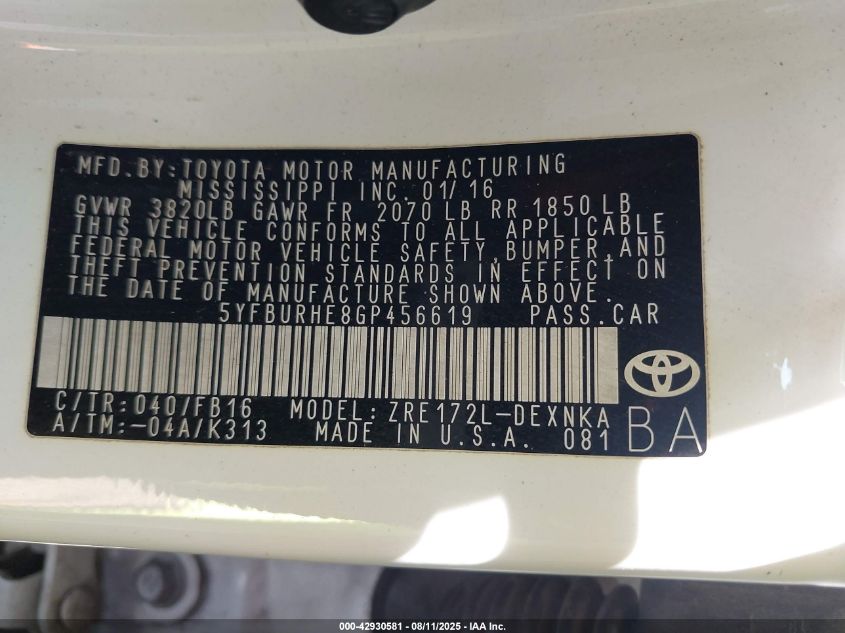 MFD.BY:TOYOTA MOTOR MANUFACTURING
MISSISSIPPI INC. 01/16
GVWR 3820LB GAWR FR 2070 LB RR 1850 LB
THIS VEHICLE CONFORMS TO ALL APPLICABLE
FEDERAL MOTOR VEHICLE SAFETY,BUMPER,AND
THEFT PREVENTION STANDARDS IN EFFECT ON
THE DATE OF MANUFACTURE SHOWN ABOVE.
5YFBURHE8GP456619 PASS.CAR
C/TR:040/FB16 MODEL:ZRE172L-DEXNKA
A/TM:-04A/K313 MADE IN U.S.A. 081 BA
000-42930581 - 08/11/2025 - IAA Inc.